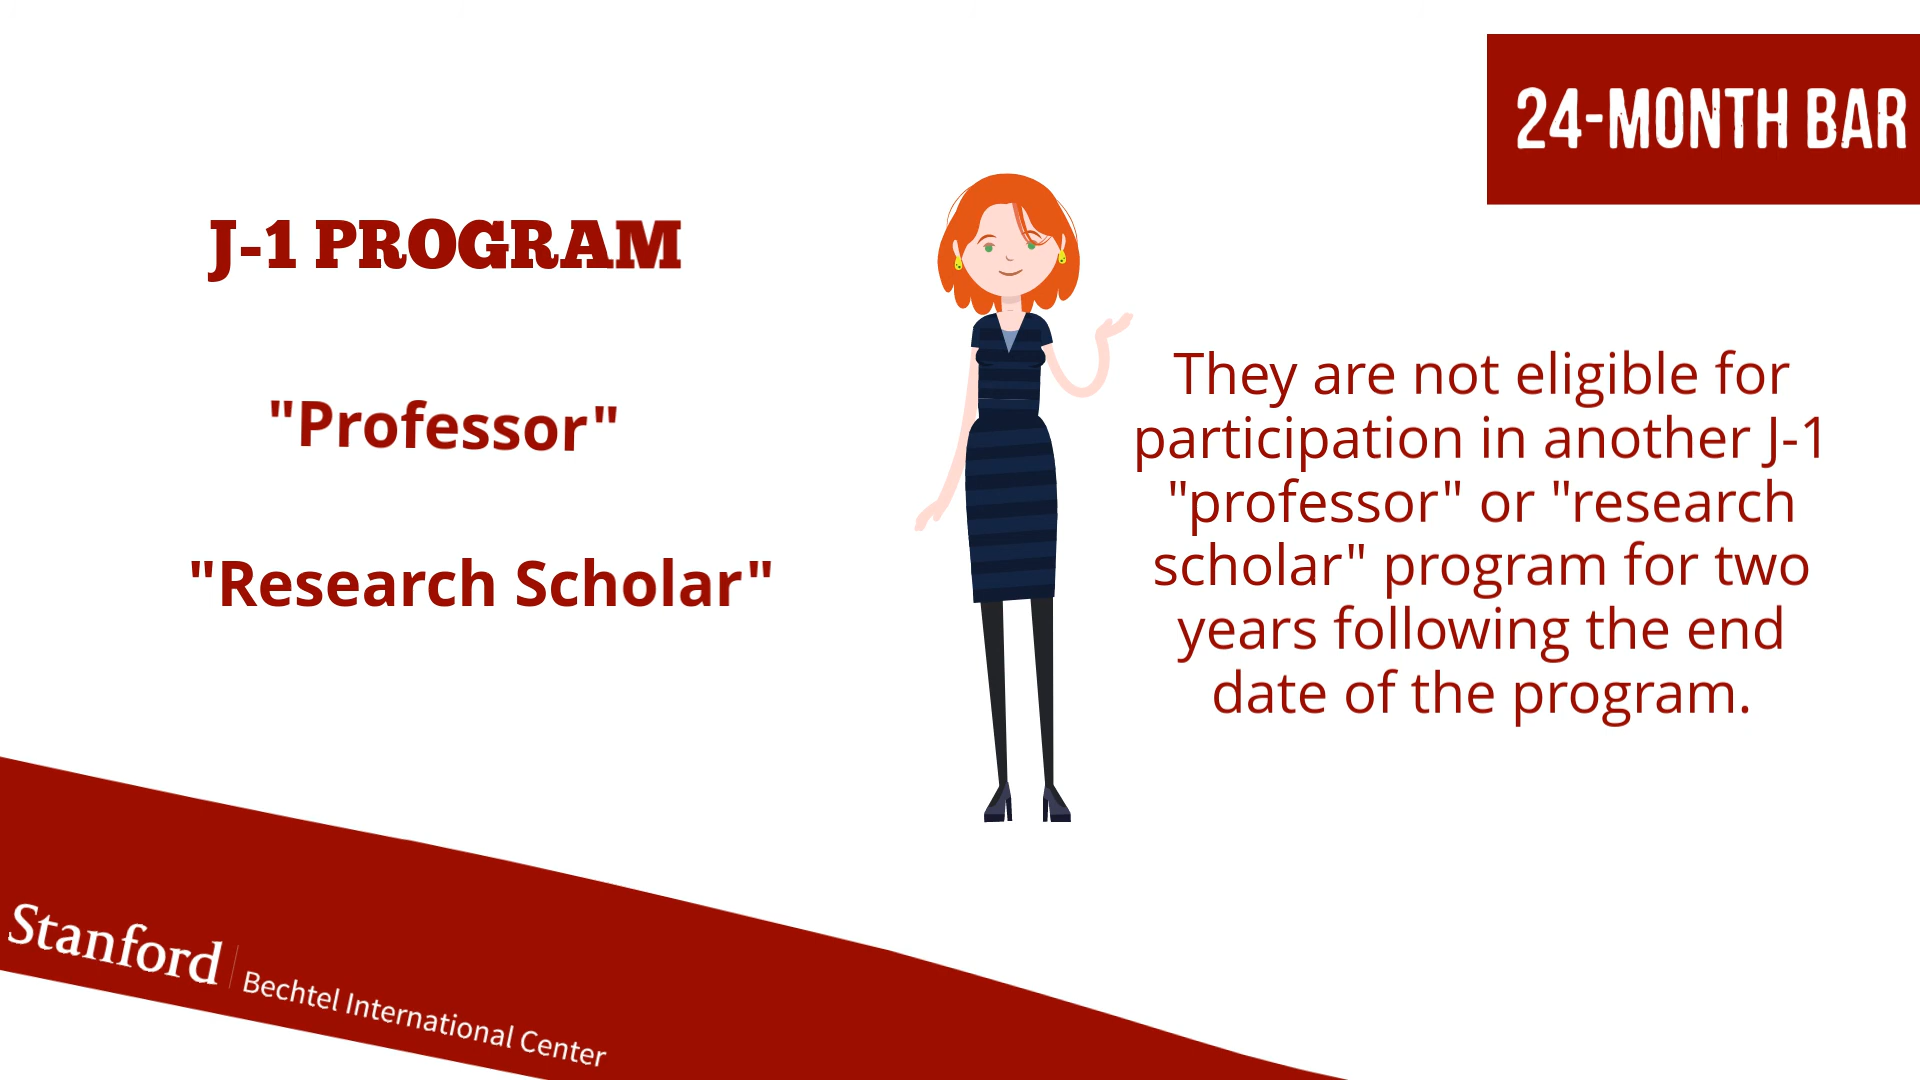 24-MONTH BAR
J-1 PROGRAM
"Professor"
"Research Scholar"
They are not eligible for
participation in another J-1
"professor" or "research
scholar" program for two
years following the end
date of the program.
Stanford
Bechtel International Center